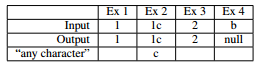 Ex 1 Ex 2 Ex 3 Ex 4
Input 1 1c 2 b
Output 1 1c 2 null
“any character” c